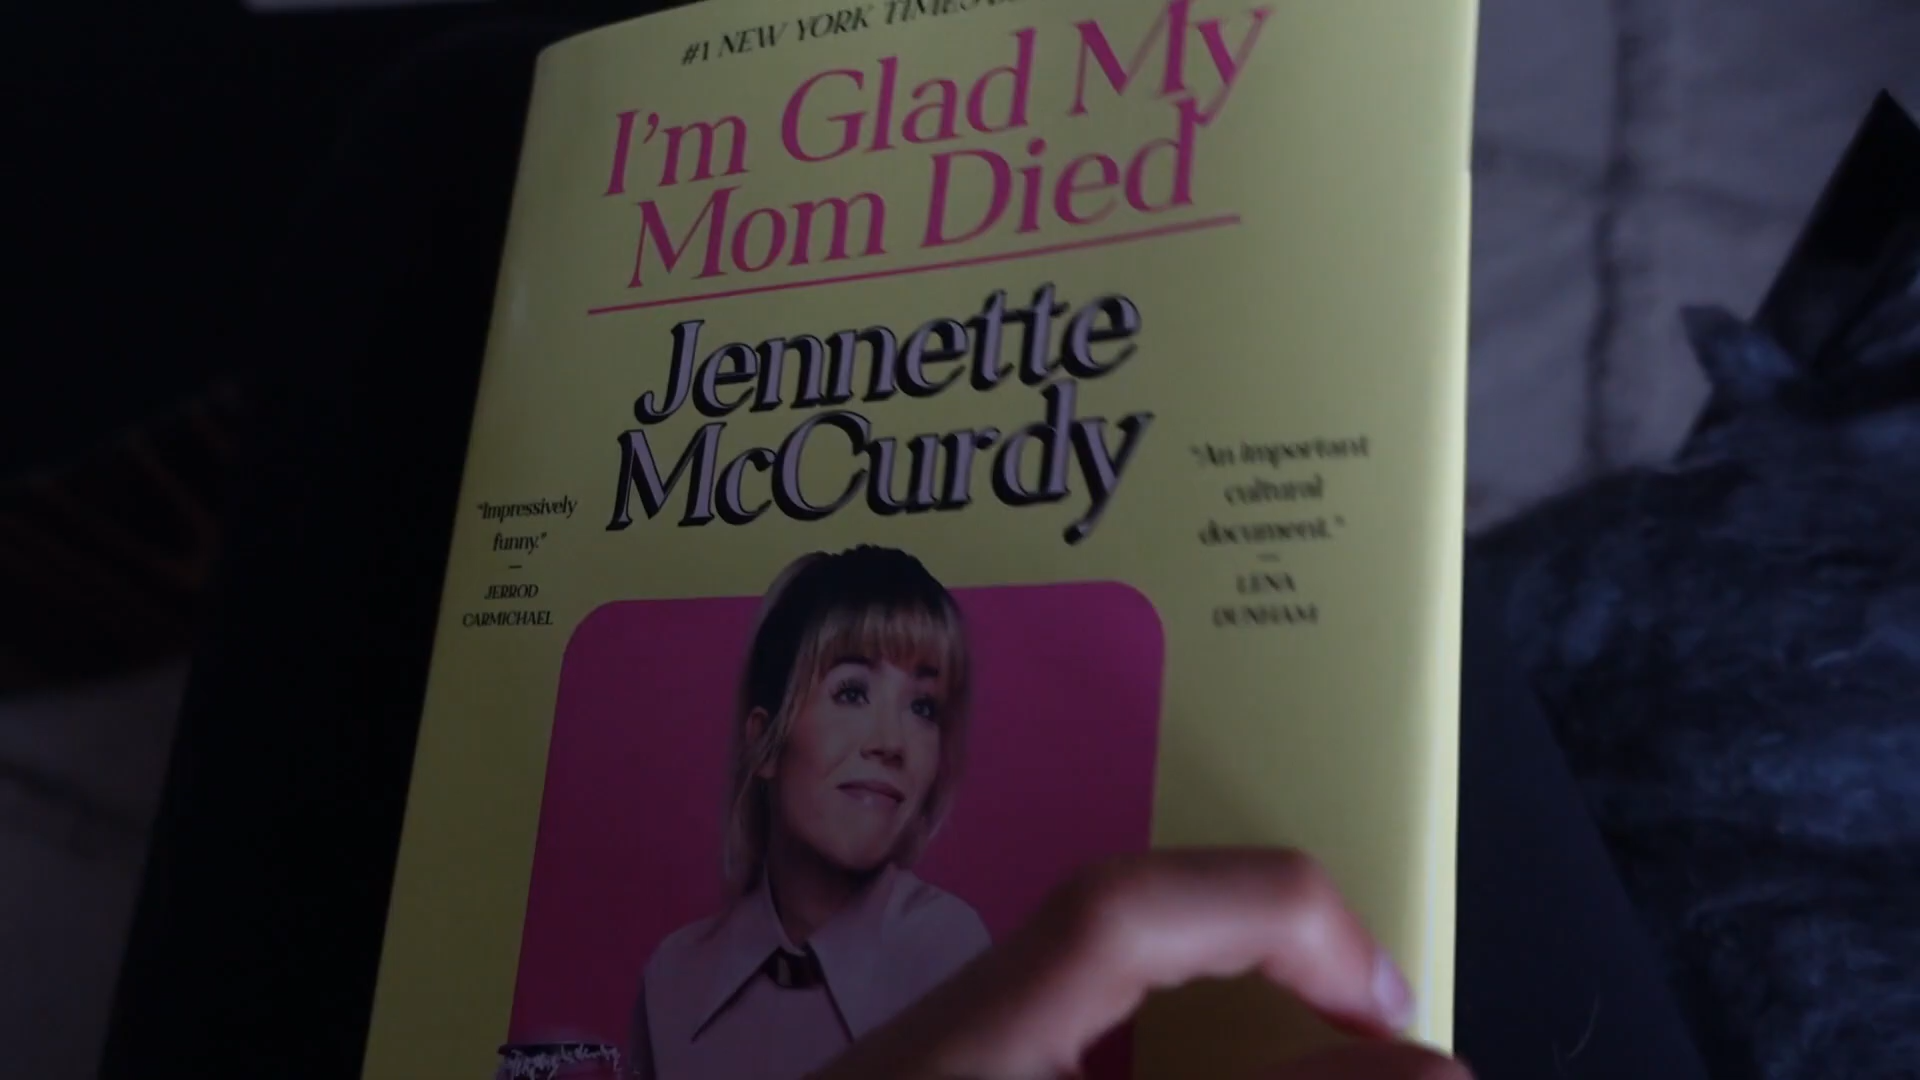 #1 NEW YORK TIMES
I'm Glad My
Mom Died
Jennette
McCurdy
"Impressively
funny."
—
JERROD
CARMICHAEL
"An important
cultural
document."
—
LENA
DUNHAM